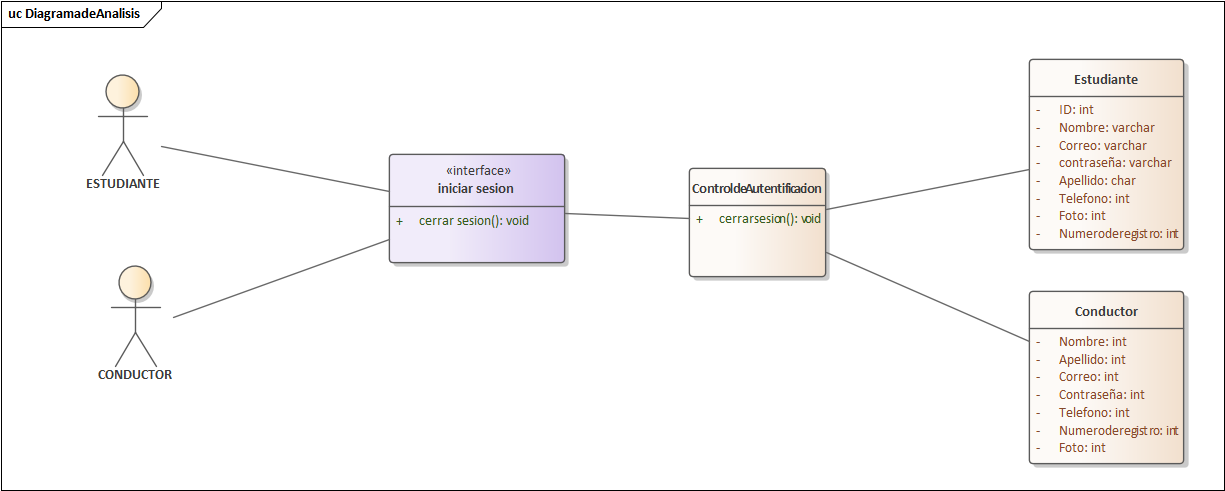 uc DiagramadeAnalisis
ESTUDIANTE
CONDUCTOR
«interface»
iniciar sesion
+ cerrar sesion(): void
ControldeAutentificacion
+ cerrarsesion(): void
Estudiante
- ID: int
- Nombre: varchar
- Correo: varchar
- contraseña: varchar
- Apellido: char
- Telefono: int
- Foto: int
- Numeroderegistro: int
Conductor
- Nombre: int
- Apellido: int
- Correo: int
- Contraseña: int
- Telefono: int
- Numeroderegistro: int
- Foto: int